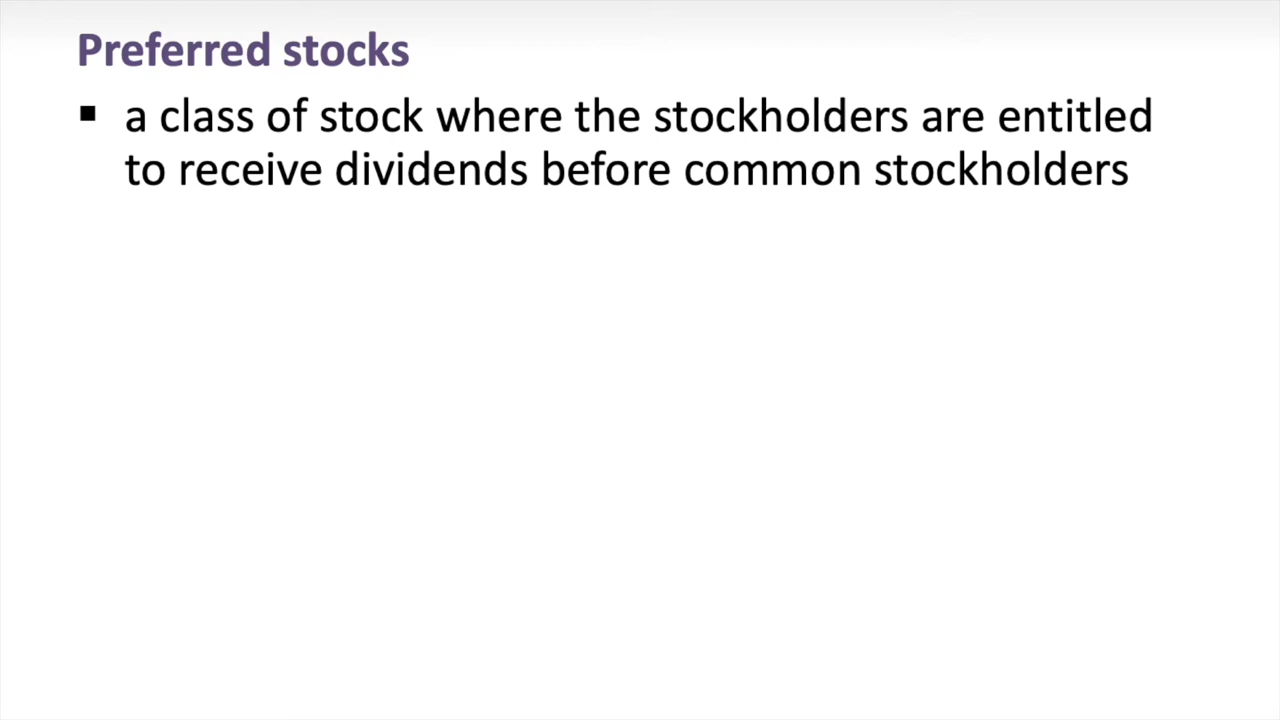 Preferred stocks
▪ a class of stock where the stockholders are entitled
to receive dividends before common stockholders